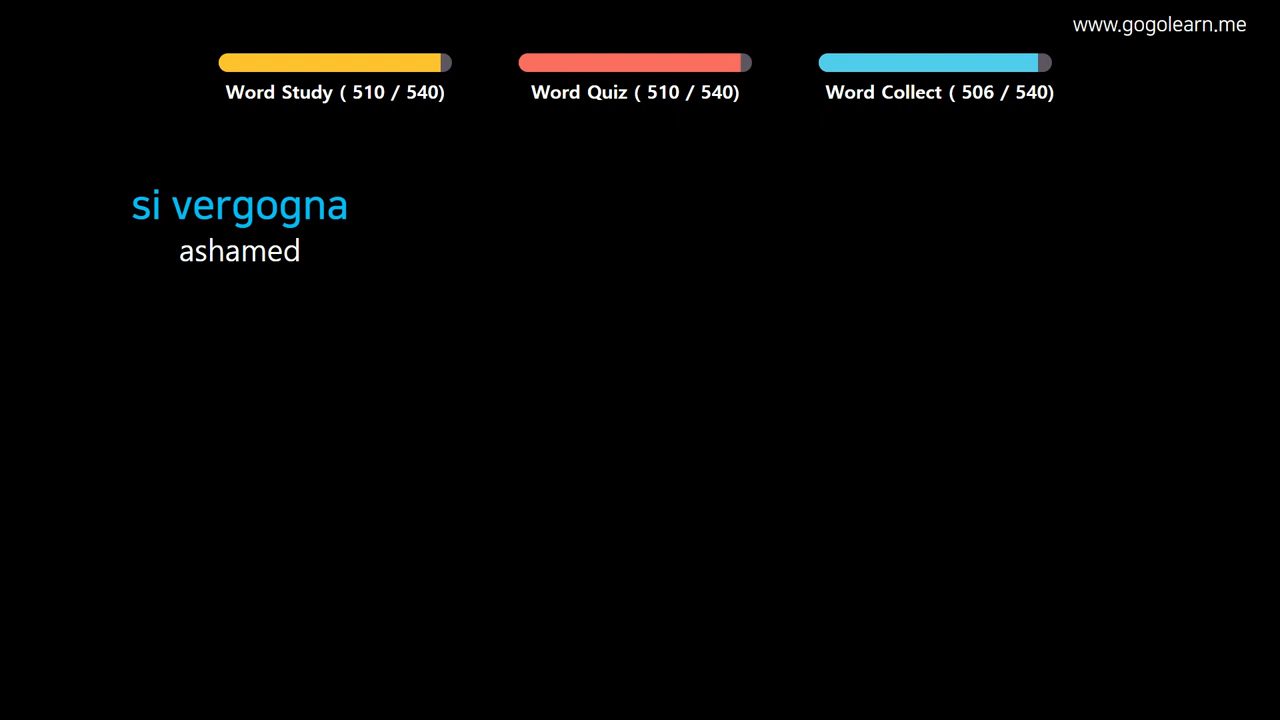 www.gogolearn.me
Word Study ( 510 / 540)
Word Quiz ( 510 / 540)
Word Collect ( 506 / 540)
si vergogna
ashamed